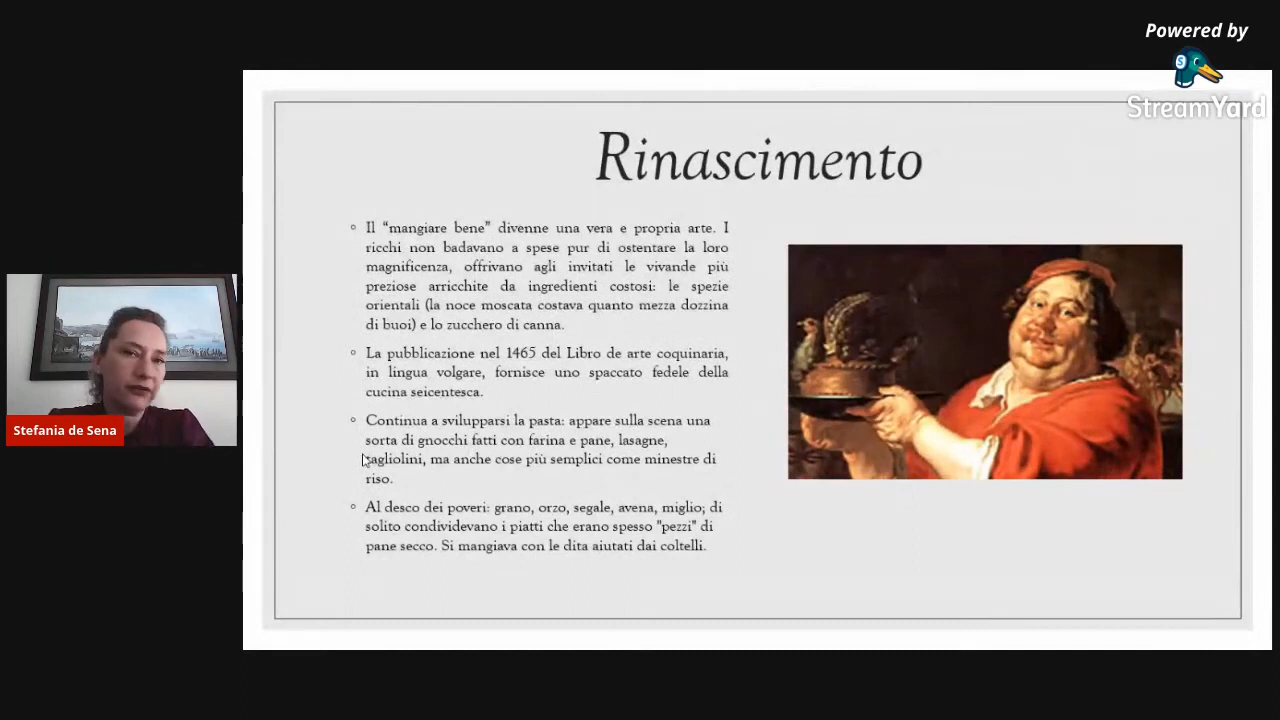 Powered by
StreamYard
Rinascimento
Il “mangiare bene” divenne una vera e propria arte. I
ricchi non badavano a spese pur di ostentare la loro
magnificenza, offrivano agli invitati le vivande più
preziose arricchite da ingredienti costosi: le spezie
orientali (la noce moscata costava quanto mezza dozzina
di buoi) e lo zucchero di canna.
La pubblicazione nel 1465 del Libro de arte coquinaria,
in lingua volgare, fornisce uno spaccato fedele della
cucina seicentesca.
Continua a svilupparsi la pasta: appare sulla scena una
sorta di gnocchi fatti con farina e pane, lasagne,
tagliolini, ma anche cose più semplici come minestre di
riso.
Al desco dei poveri: grano, orzo, segale, avena, miglio; di
solito condividevano i piatti che erano spesso "pezzi" di
pane secco. Si mangiava con le dita aiutati dai coltelli.
Stefania de Sena